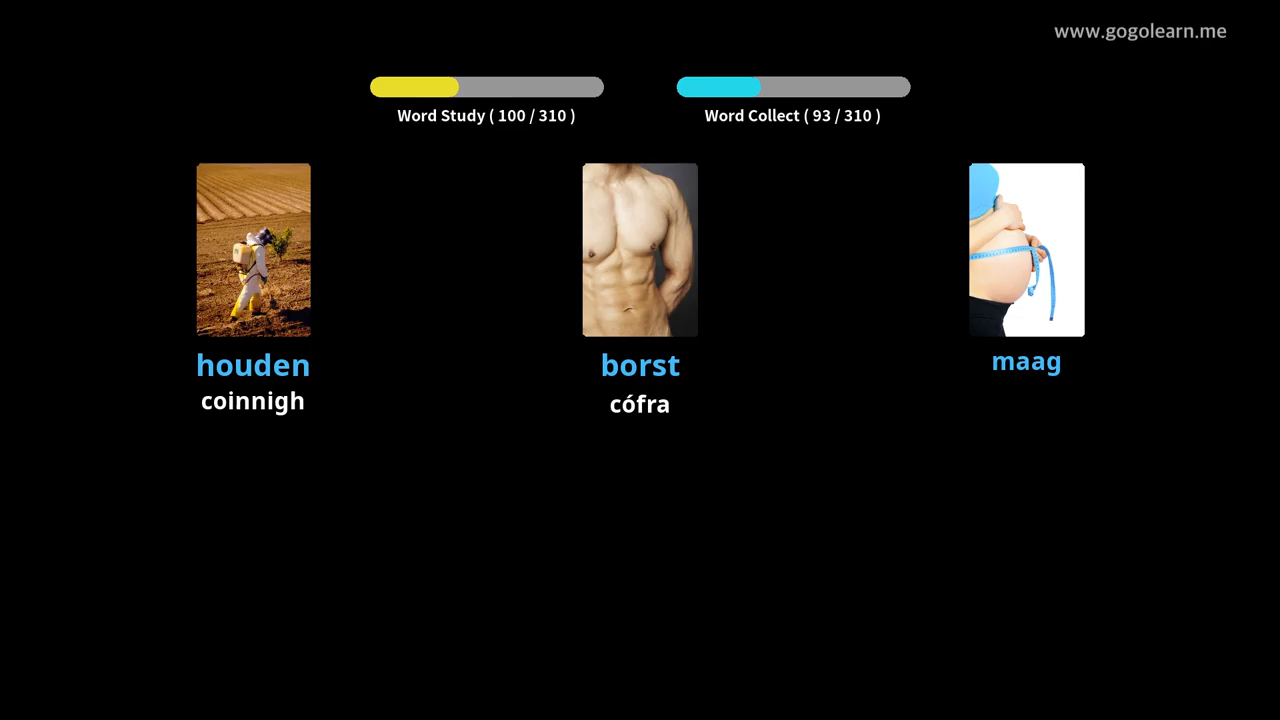 www.gogolearn.me
Word Study ( 100 / 310 )
Word Collect ( 93 / 310 )
houden
coinnigh
borst
cófra
maag